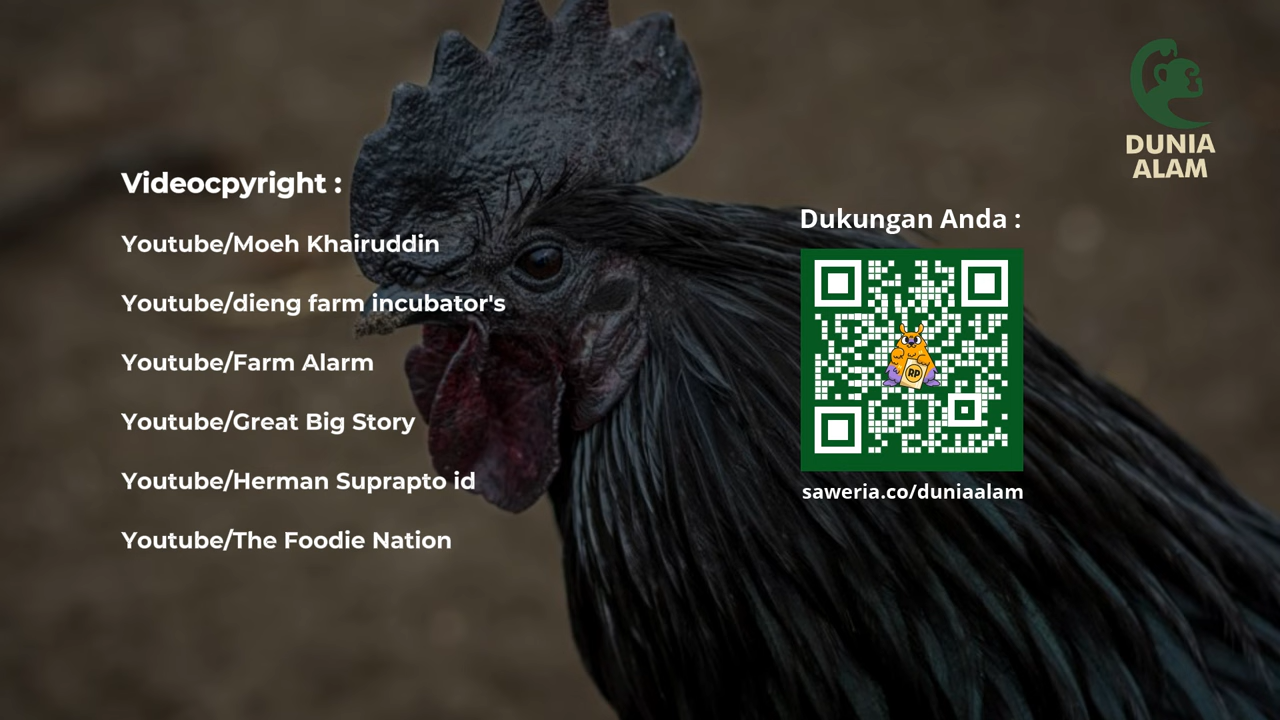 Videocpyright :
Youtube/Moeh Khairuddin
Youtube/dieng farm incubator's
Youtube/Farm Alarm
Youtube/Great Big Story
Youtube/Herman Suprapto id
Youtube/The Foodie Nation
DUNIA
ALAM
Dukungan Anda :
RP
saweria.co/duniaalam